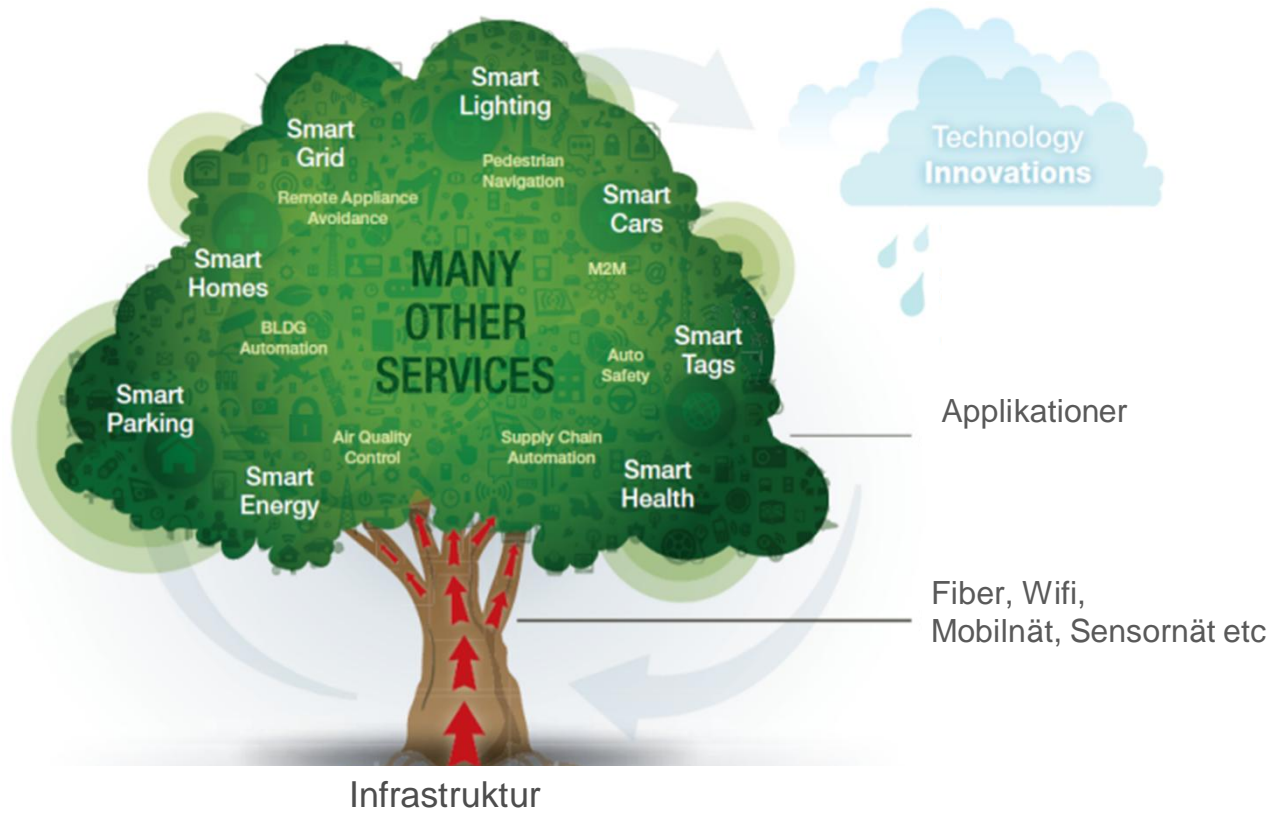 Smart
Lighting
Smart
Grid
Pedestrian
Navigation
Technology
Innovations
Remote Appliance
Avoidance
Smart
Cars
Smart
Homes
MANY
OTHER
SERVICES
M2M
BLDG
Automation
Auto
Safety
Smart
Tags
Smart
Parking
Air Quality
Control
Supply Chain
Automation
Smart
Energy
Smart
Health
Applikationer
Fiber, Wifi,
Mobilnät, Sensornät etc
Infrastruktur